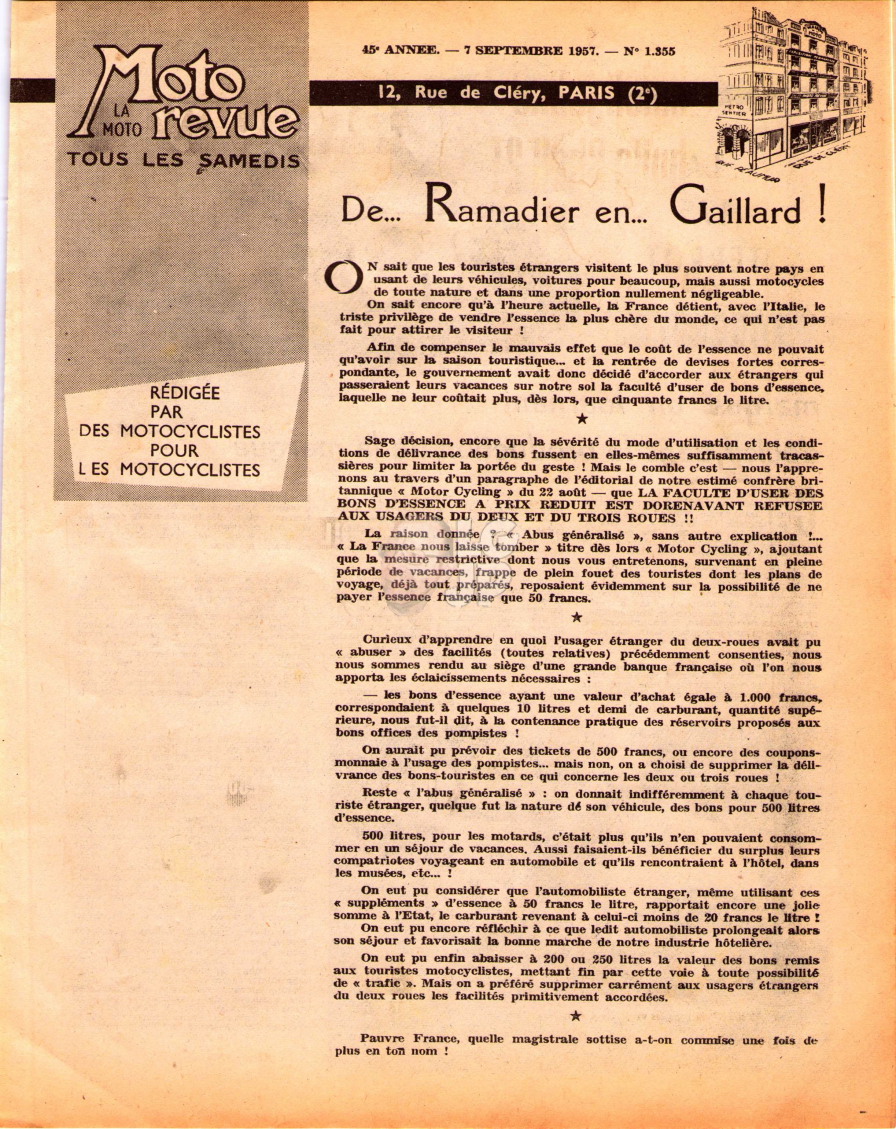 45e ANNEE. — 7 SEPTEMBRE 1957. — N° 1.355
12, Rue de Cléry, PARIS (2e)
Moto
LA
MOTO
revue
TOUS LES SAMEDIS
METRO
SENTIER
RUE REAUMUR
RUE DE CLÉRY
De... Ramadier en... Gaillard !
RÉDIGÉE
PAR
DES MOTOCYCLISTES
POUR
LES MOTOCYCLISTES
ON sait que les touristes étrangers visitent le plus souvent notre pays en
usant de leurs véhicules, voitures pour beaucoup, mais aussi motocycles
de toute nature et dans une proportion nullement négligeable.
On sait encore qu'à l'heure actuelle, la France détient, avec l'Italie, le
triste privilège de vendre l'essence la plus chère du monde, ce qui n'est pas
fait pour attirer le visiteur !
Afin de compenser le mauvais effet que le coût de l'essence ne pouvait
qu'avoir sur la saison touristique... et la rentrée de devises fortes corres-
pondante, le gouvernement avait donc décidé d'accorder aux étrangers qui
passeraient leurs vacances sur notre sol la faculté d'user de bons d'essence,
laquelle ne leur coûtait plus, dès lors, que cinquante francs le litre.
★
Sage décision, encore que la sévérité du mode d'utilisation et les condi-
tions de délivrance des bons fussent en elles-mêmes suffisamment tracas-
sières pour limiter la portée du geste ! Mais le comble c'est — nous l'appre-
nons au travers d'un paragraphe de l'éditorial de notre estimé confrère bri-
tannique « Motor Cycling » du 22 août — que LA FACULTE D'USER DES
BONS D'ESSENCE A PRIX REDUIT EST DORENAVANT REFUSEE
AUX USAGERS DU DEUX ET DU TROIS ROUES !!
La raison donnée ? « Abus généralisé », sans autre explication !...
« La France nous laisse tomber » titre dès lors « Motor Cycling », ajoutant
que la mesure restrictive dont nous vous entretenons, survenant en pleine
période de vacances, frappe de plein fouet des touristes dont les plans de
voyage, déjà tout préparés, reposaient évidemment sur la possibilité de ne
payer l'essence française que 50 francs.
★
Curieux d'apprendre en quoi l'usager étranger du deux-roues avait pu
« abuser » des facilités (toutes relatives) précédemment consenties, nous
nous sommes rendu au siège d'une grande banque française où l'on nous
apporta les éclaicissements nécessaires :
— les bons d'essence ayant une valeur d'achat égale à 1.000 francs,
correspondaient à quelques 10 litres et demi de carburant, quantité supé-
rieure, nous fut-il dit, à la contenance pratique des réservoirs proposés aux
bons offices des pompistes !
On aurait pu prévoir des tickets de 500 francs, ou encore des coupons-
monnaie à l'usage des pompistes... mais non, on a choisi de supprimer la déli-
vrance des bons-touristes en ce qui concerne les deux ou trois roues !
Reste « l'abus généralisé » : on donnait indifféremment à chaque tou-
riste étranger, quelque fut la nature de son véhicule, des bons pour 500 litres
d'essence.
500 litres, pour les motards, c'était plus qu'ils n'en pouvaient consom-
mer en un séjour de vacances. Aussi faisaient-ils bénéficier du surplus leurs
compatriotes voyageant en automobile et qu'ils rencontraient à l'hôtel, dans
les musées, etc... !
On eut pu considérer que l'automobiliste étranger, même utilisant ces
« suppléments » d'essence à 50 francs le litre, rapportait encore une jolie
somme à l'Etat, le carburant revenant à celui-ci moins de 20 francs le litre !
On eut pu encore réfléchir à ce que ledit automobiliste prolongeait alors
son séjour et favorisait la bonne marche de notre industrie hôtelière.
On eut pu enfin abaisser à 200 ou 250 litres la valeur des bons remis
aux touristes motocyclistes, mettant fin par cette voie à toute possibilité
de « trafic ». Mais on a préféré supprimer carrément aux usagers étrangers
du deux roues les facilités primitivement accordées.
★
Pauvre France, quelle magistrale sottise a-t-on commise une fois de
plus en ton nom !